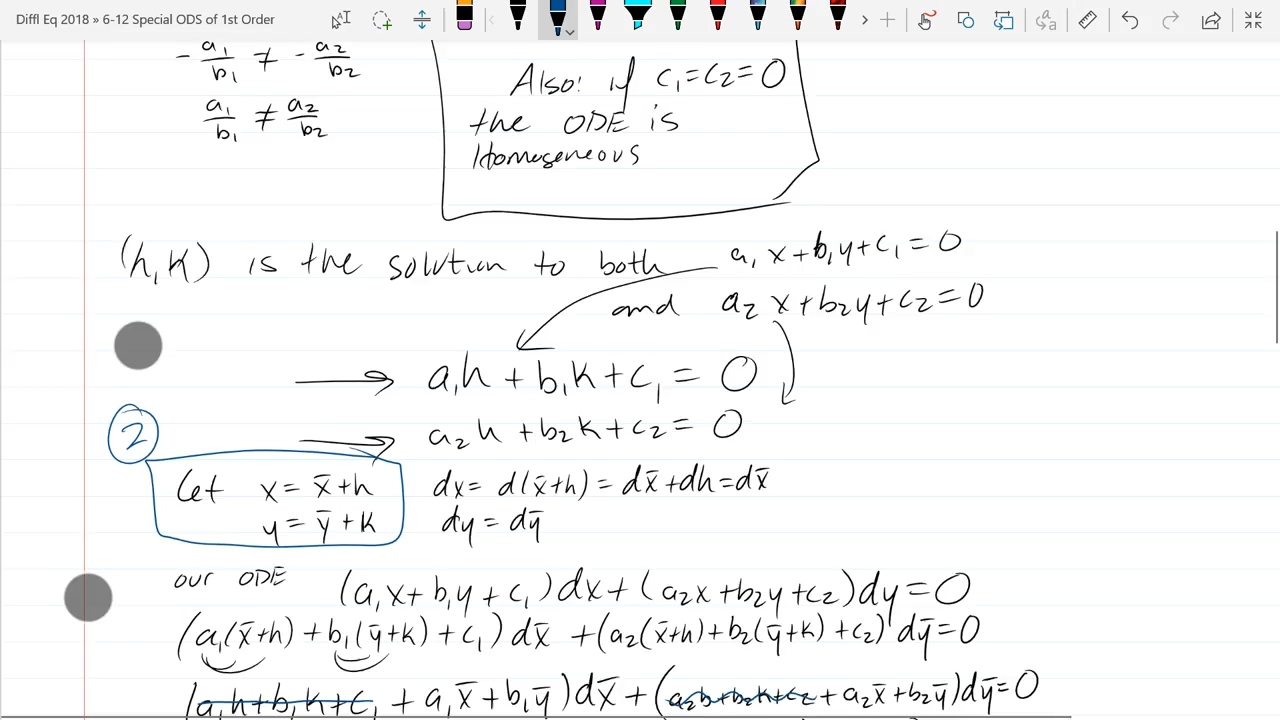 Diffl Eq 2018 » 6-12 Special ODS of 1st Order
- a₁/b₁ ≠ - a₂/b₂
a₁/b₁ ≠ a₂/b₂
Also: if c₁=c₂=0
the ODE is
Homogeneous
(h,k) is the solution to both a₁x+b₁y+c₁=0
and a₂x+b₂y+c₂=0
→ a₁h+b₁k+c₁=0
② → a₂h+b₂k+c₂=0
Let x=x̄+h dx=d(x̄+h)=dx̄+dh=dx̄
y=ȳ+k dy=dȳ
our ODE (a₁x+b₁y+c₁)dx+(a₂x+b₂y+c₂)dy=0
(a₁(x̄+h)+b₁(ȳ+k)+c₁)dx̄+(a₂(x̄+h)+b₂(ȳ+k)+c₂)dȳ=0
(a₁h+b₁k+c₁+a₁x̄+b₁ȳ)dx̄+(a₂h+b₂k+c₂+a₂x̄+b₂ȳ)dȳ=0